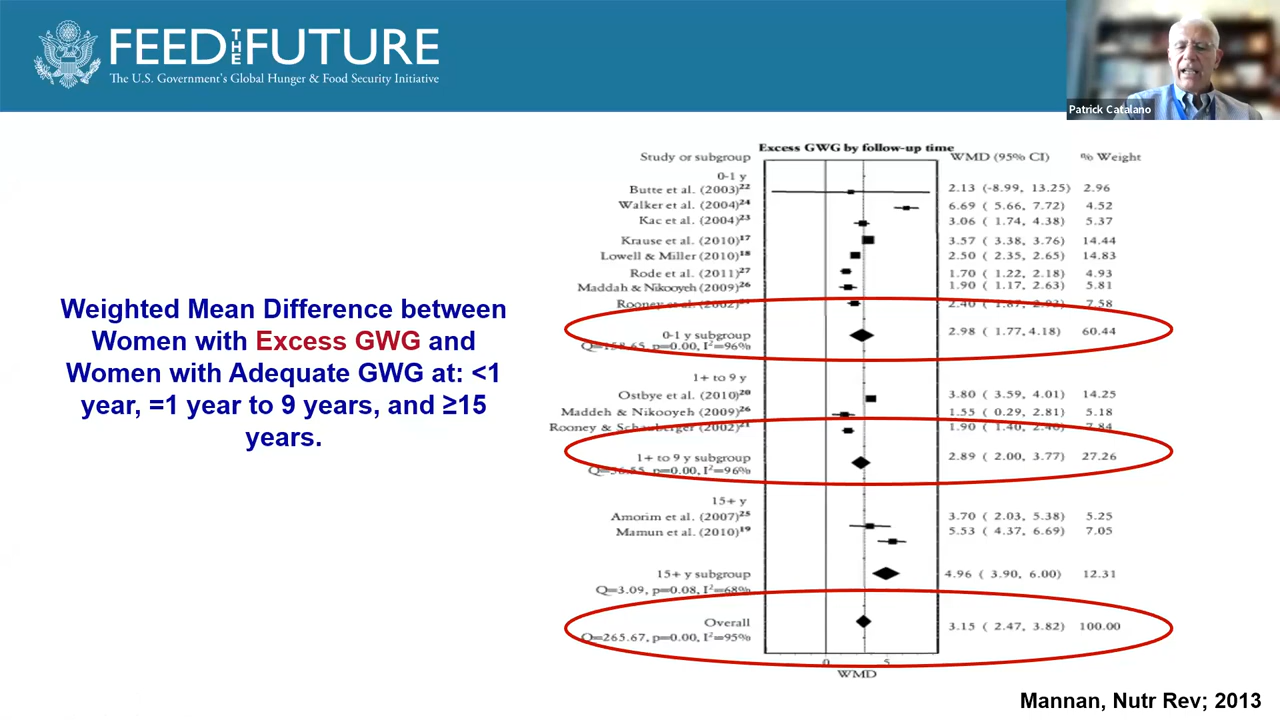 FEED THE FUTURE
The U.S. Government's Global Hunger & Food Security Initiative
Patrick Catalano
Weighted Mean Difference between
Women with Excess GWG and
Women with Adequate GWG at: <1
year, =1 year to 9 years, and ≥15
years.
Excess GWG by follow-up time
Study or subgroup WMD (95% CI) % Weight
0-1 y
Butte et al. (2003)22 2.13 (-8.99, 13.25) 2.96
Walker et al. (2004)24 6.69 ( 5.66, 7.72) 4.52
Kac et al. (2004)23 3.06 ( 1.74, 4.38) 5.37
Krause et al. (2010)17 3.57 ( 3.38, 3.76) 14.44
Lowell & Miller (2010)18 2.50 ( 2.35, 2.65) 14.83
Rode et al. (2011)27 1.70 ( 1.22, 2.18) 4.93
Maddah & Nikooyeh (2009)26 1.90 ( 1.17, 2.63) 5.81
Rooney et al. (2002) 2.40 ( 1.87, 2.93) 7.58
0-1 y subgroup 2.98 ( 1.77, 4.18) 60.44
Q=158.65, p=0.00, I2=96%
1+ to 9 y
Ostbye et al. (2010)20 3.80 ( 3.59, 4.01) 14.25
Maddeh & Nikooyeh (2009)26 1.55 ( 0.29, 2.81) 5.18
Rooney & Schauberger (2002)21 1.90 ( 1.40, 2.40) 7.84
1+ to 9 y subgroup 2.89 ( 2.00, 3.77) 27.26
Q=56.55, p=0.00, I2=96%
15+ y
Amorim et al. (2007)25 3.70 ( 2.03, 5.38) 5.25
Mamun et al. (2010)19 5.53 ( 4.37, 6.69) 7.05
15+ y subgroup 4.96 ( 3.90, 6.00) 12.31
Q=3.09, p=0.08, I2=68%
Overall 3.15 ( 2.47, 3.82) 100.00
Q=265.67, p=0.00, I2=95%
0 5
WMD
Mannan, Nutr Rev; 2013